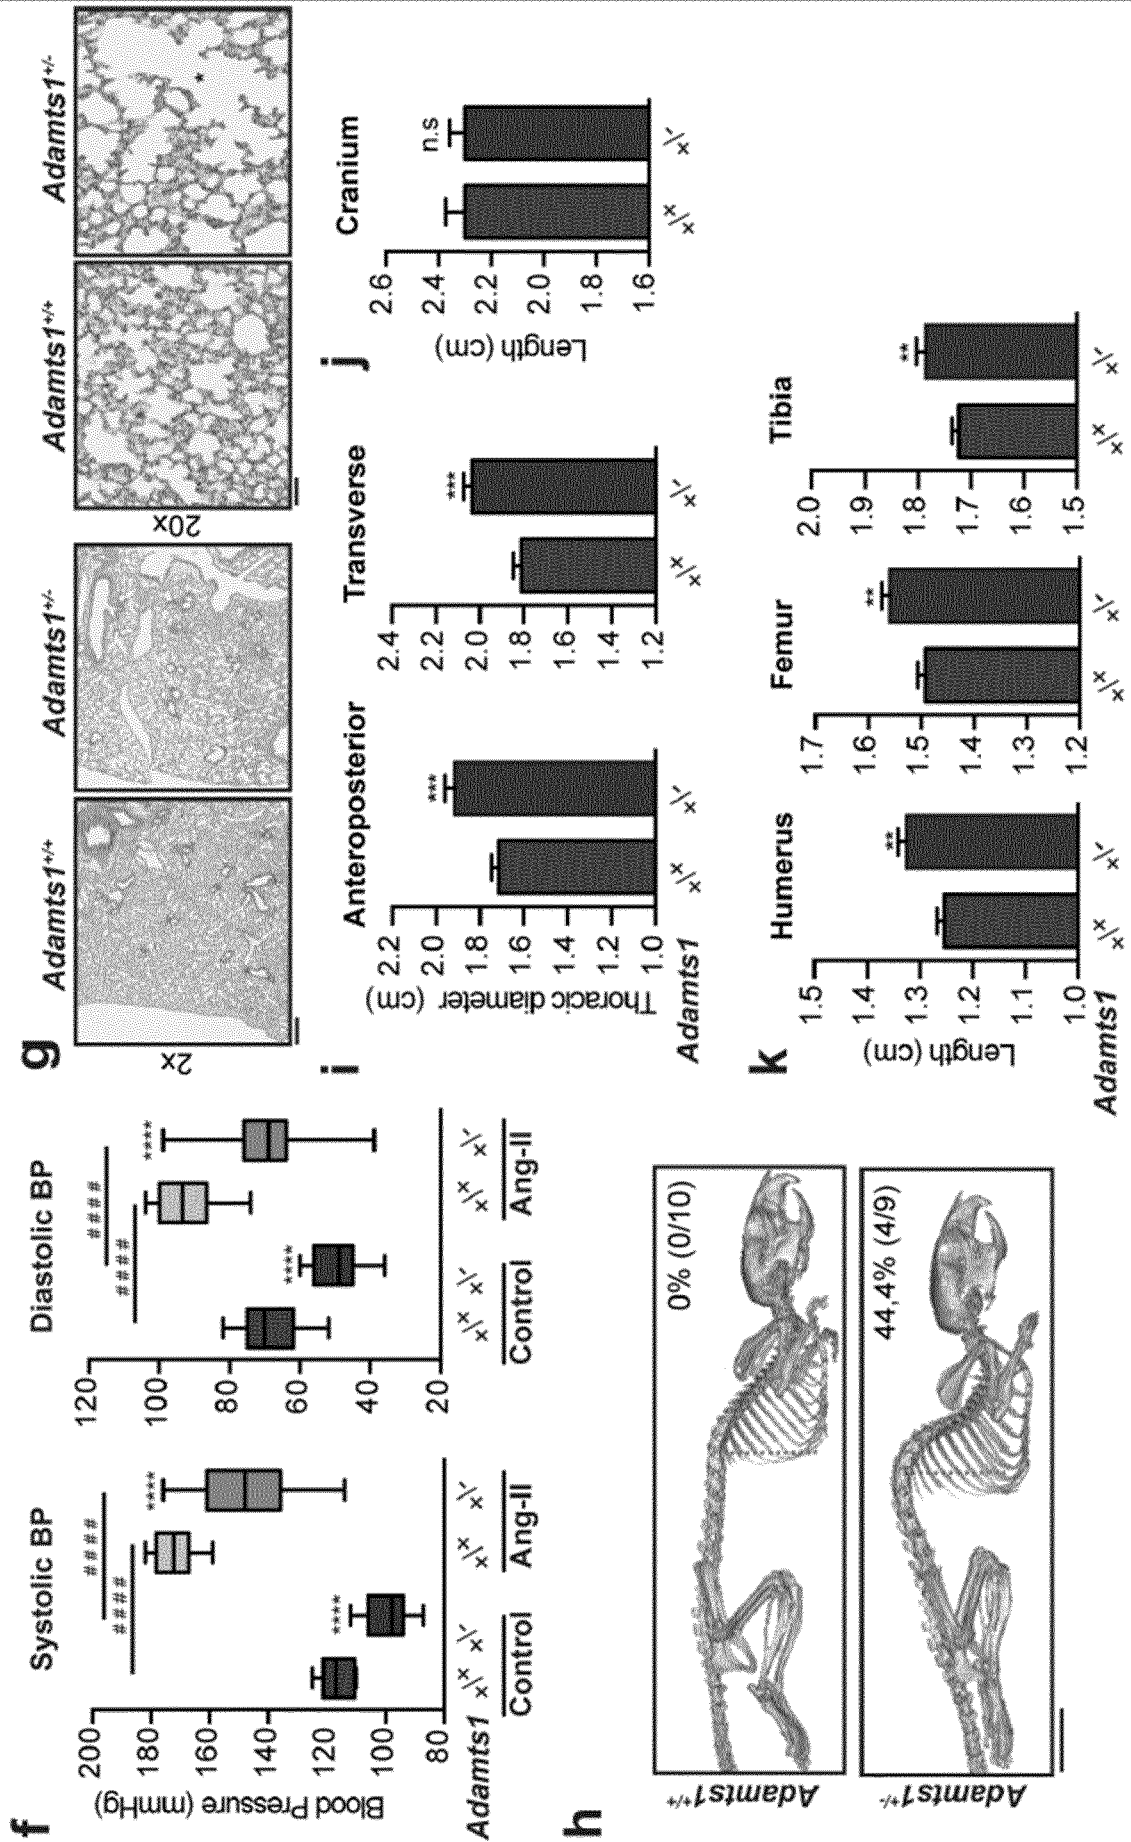 f
Systolic BP
Diastolic BP
Blood Pressure (mmHg)
200
180
160
140
120
100
80
####
####
****
****
120
100
80
60
40
20
####
####
****
****
Adamts1
+/+
+/-
+/+
+/-
+/+
+/-
+/+
+/-
Control
Ang-II
Control
Ang-II
g
Adamts1+/+
Adamts1+/-
Adamts1+/+
Adamts1+/-
2x
20x
*
h
Adamts1+/+
0% (0/10)
Adamts1+/-
44,4% (4/9)
i
Anteroposterior
Transverse
Thoracic diameter (cm)
2.2
2.0
1.8
1.6
1.4
1.2
1.0
***
2.4
2.2
2.0
1.8
1.6
1.4
1.2
***
Adamts1
+/+
+/-
+/+
+/-
j
Cranium
Length (cm)
2.6
2.4
2.2
2.0
1.8
1.6
n.s
+/+
+/-
k
Humerus
Femur
Tibia
Length (cm)
1.5
1.4
1.3
1.2
1.1
1.0
**
1.7
1.6
1.5
1.4
1.3
1.2
**
2.0
1.9
1.8
1.7
1.6
1.5
**
Adamts1
+/+
+/-
+/+
+/-
+/+
+/-